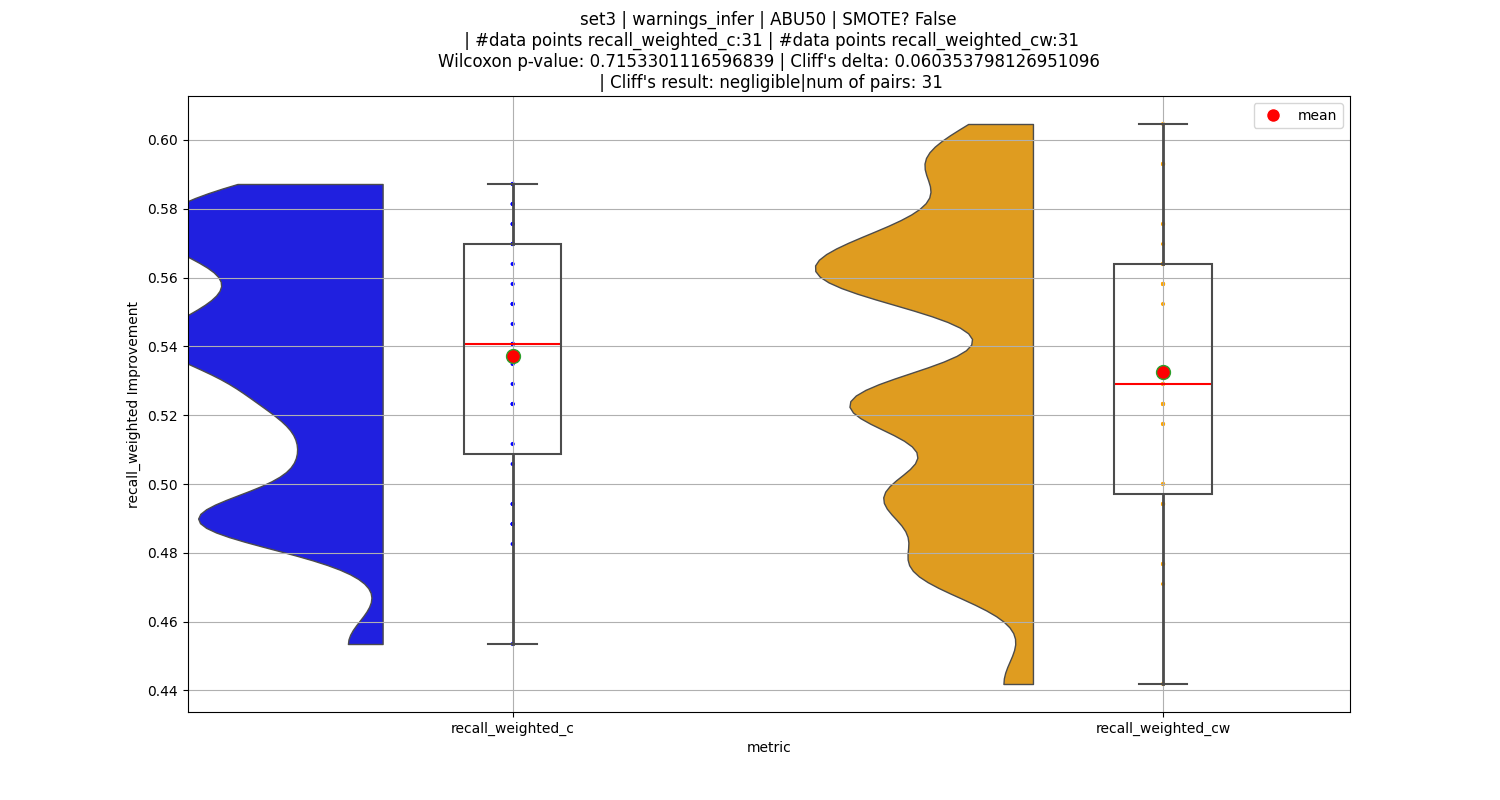 set3 | warnings_infer | ABU50 | SMOTE? False
| #data points recall_weighted_c:31 | #data points recall_weighted_cw:31
Wilcoxon p-value: 0.7153301116596839 | Cliff's delta: 0.060353798126951096
| Cliff's result: negligible|num of pairs: 31
mean
0.60
0.58
0.56
0.54
0.52
0.50
0.48
0.46
0.44
recall_weighted Improvement
recall_weighted_c
recall_weighted_cw
metric